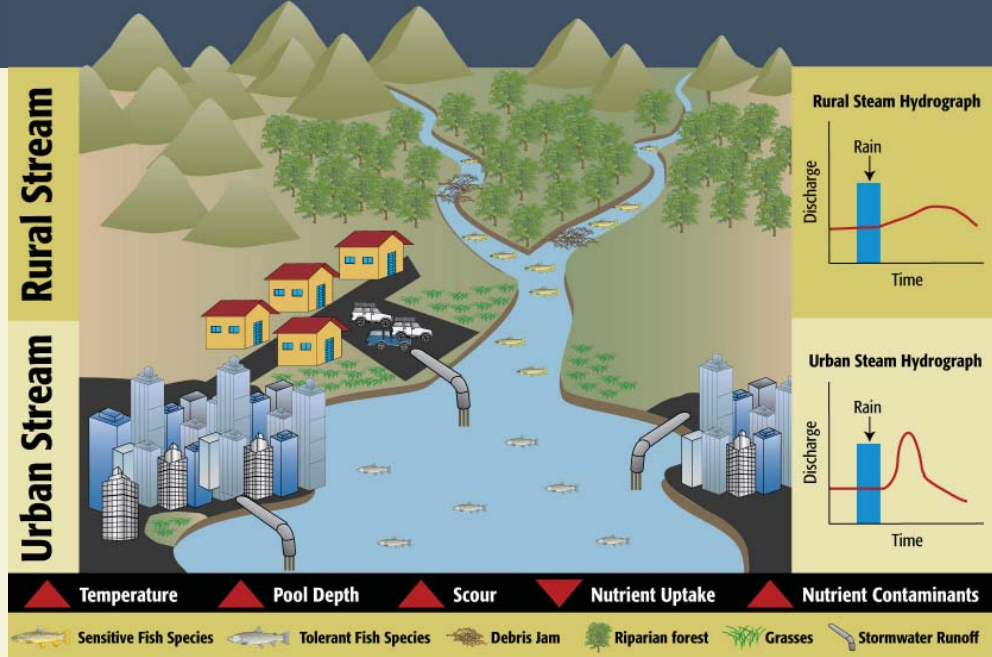 Rural Stream
Urban Stream
Rural Steam Hydrograph
Rain
Discharge
Time
Urban Steam Hydrograph
Rain
Discharge
Time
Temperature
Pool Depth
Scour
Nutrient Uptake
Nutrient Contaminants
Sensitive Fish Species
Tolerant Fish Species
Debris Jam
Riparian forest
Grasses
Stormwater Runoff